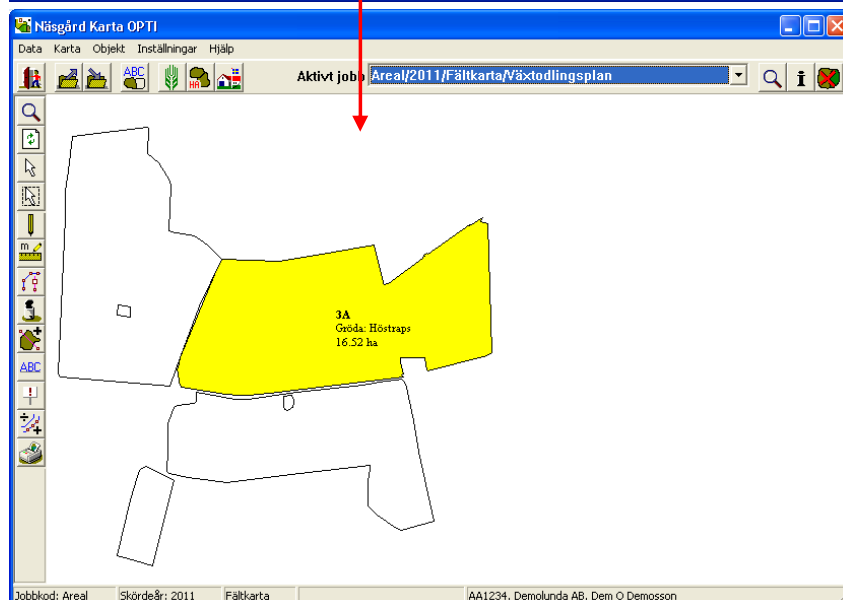 Näsgård Karta OPTI
Data Karta Objekt Inställningar Hjälp
ABC
HA
Aktivt jobb Areal/2011/Fältkarta/Växtodlingsplan
i
m
ABC
3A
Gröda: Höstraps
16.52 ha
Jobbkod: Areal Skördeår: 2011 Fältkarta AA1234, Demolunda AB, Dem O Demosson